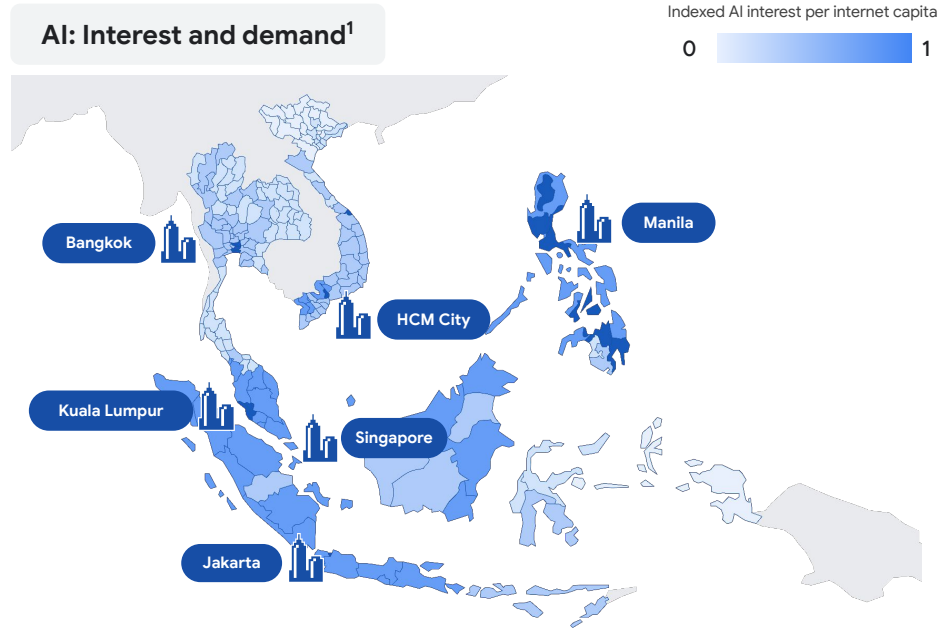 Indexed AI interest per internet capita
AI: Interest and demand¹
0
1
Manila
Bangkok
HCM City
Kuala Lumpur
Singapore
Jakarta